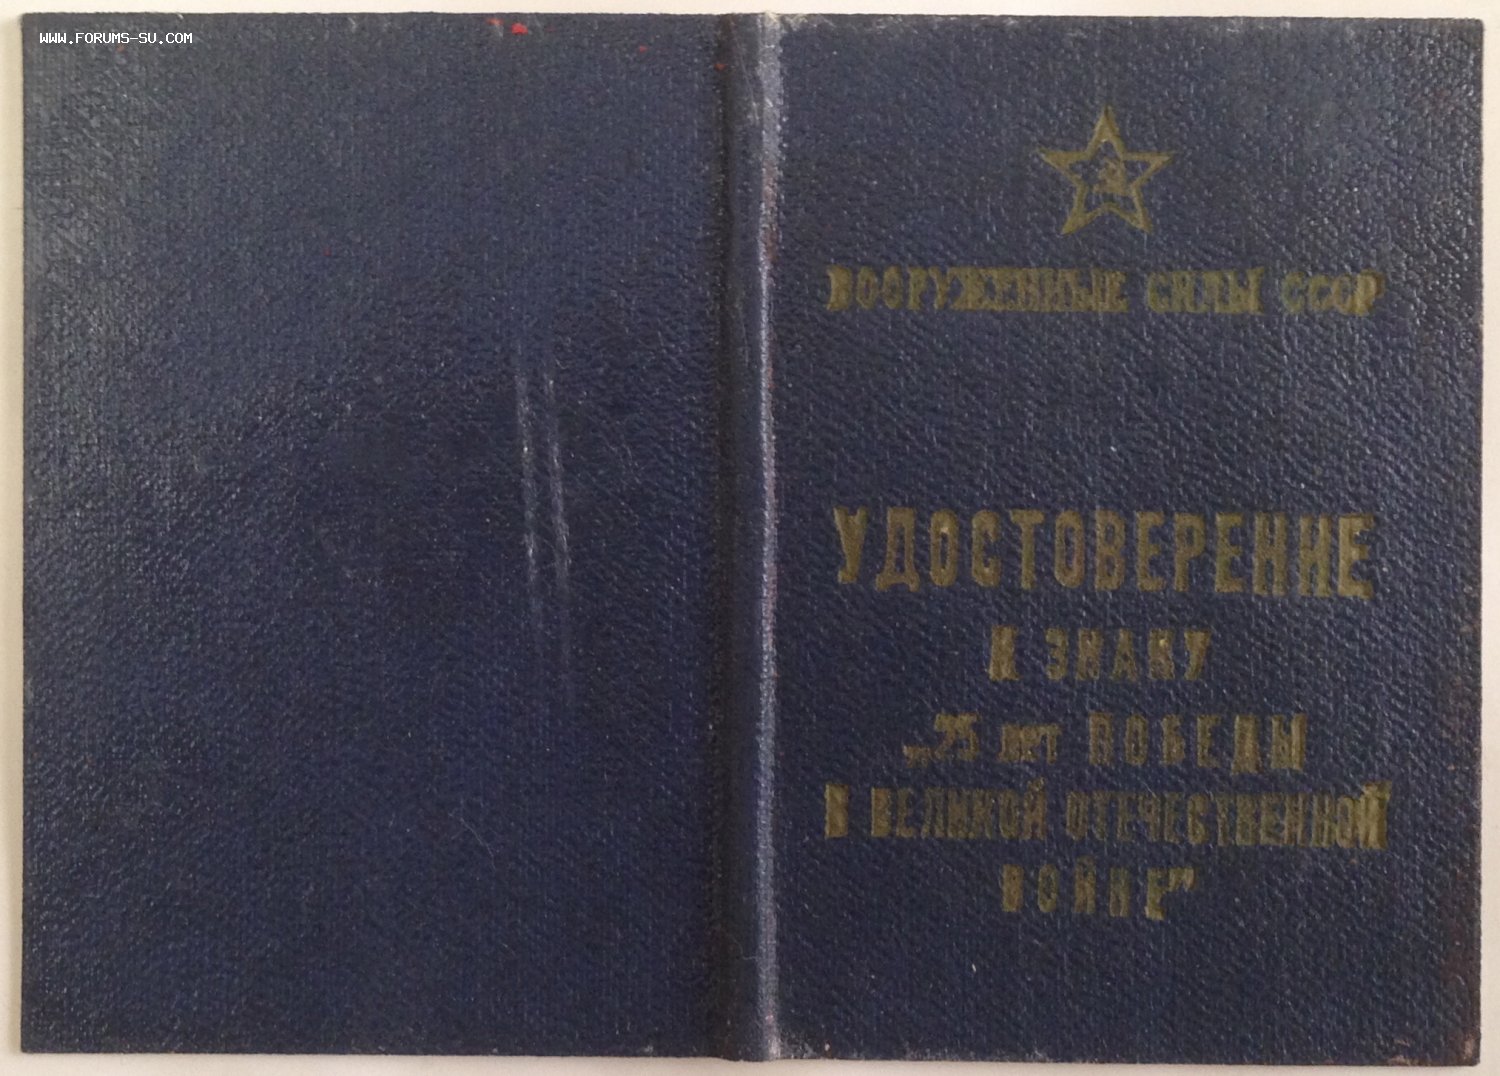 WWW.FORUMS-SU.COM
ВООРУЖЕННЫЕ СИЛЫ СССР
УДОСТОВЕРЕНИЕ
К ЗНАКУ
„25 лет ПОБЕДЫ
В ВЕЛИКОЙ ОТЕЧЕСТВЕННОЙ
ВОЙНЕ”